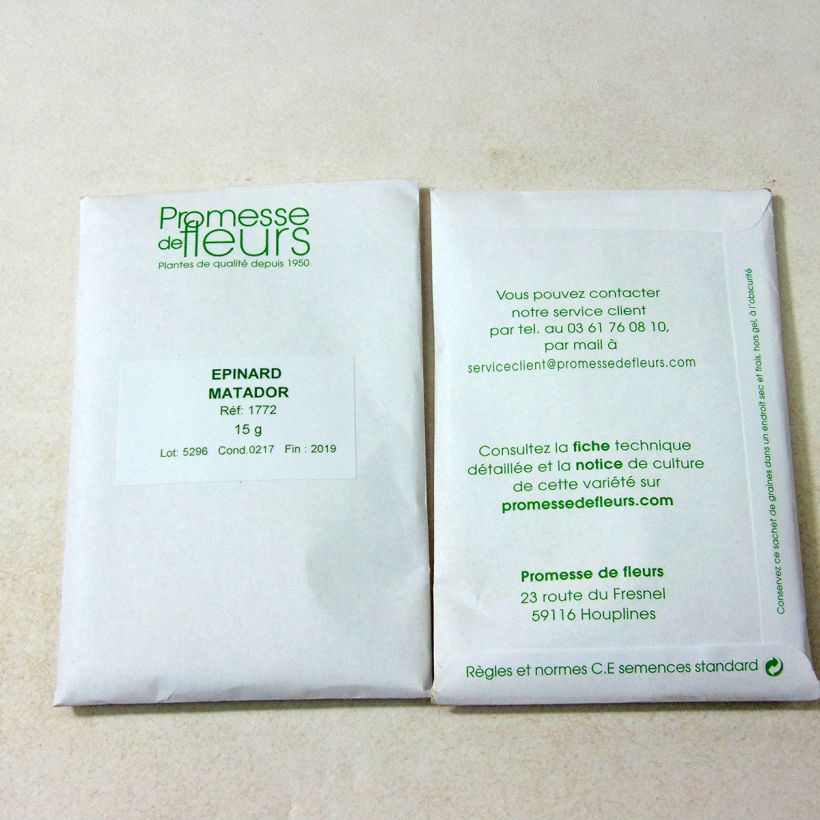 Promesse
de fleurs
Plantes de qualité depuis 1950
EPINARD
MATADOR
Réf: 1772
15 g
Lot: 5296 Cond.0217 Fin : 2019
Vous pouvez contacter
notre service client
par tel. au 03 61 76 08 10,
par mail à
serviceclient@promessedefleurs.com
Consultez la fiche technique
détaillée et la notice de culture
de cette variété sur
promessedefleurs.com
Promesse de fleurs
23 route du Fresnel
59116 Houplines
Règles et normes C.E semences standard
Conservez ce sachet de graines dans un endroit sec et frais, hors gel, à l'obscurité